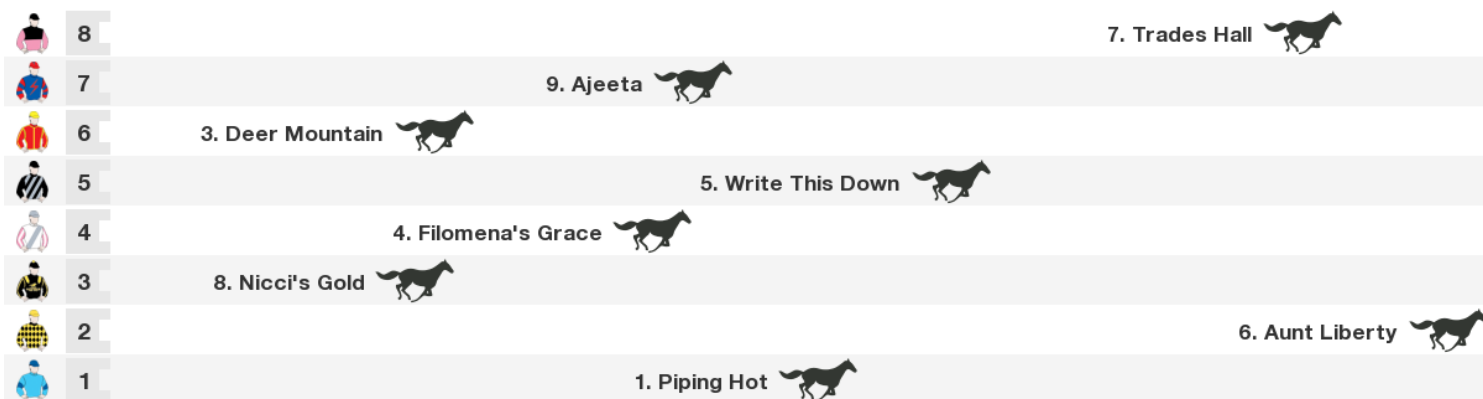 8 7. Trades Hall
7 9. Ajeeta
6 3. Deer Mountain
5 5. Write This Down
4 4. Filomena's Grace
3 8. Nicci's Gold
2 6. Aunt Liberty
1 1. Piping Hot